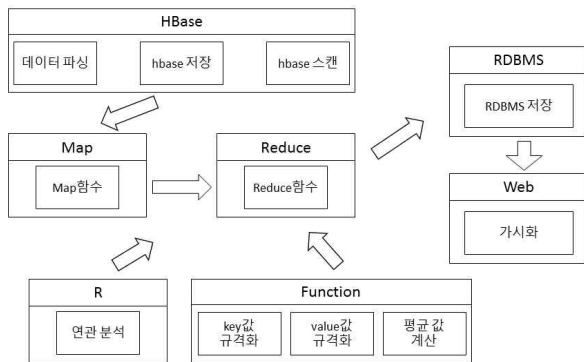 HBase
데이터 파싱
hbase 저장
hbase 스캔
RDBMS
RDBMS 저장
Map
Map함수
Reduce
Reduce함수
Web
가시화
R
연관 분석
Function
key값
규격화
value값
규격화
평균 값
계산